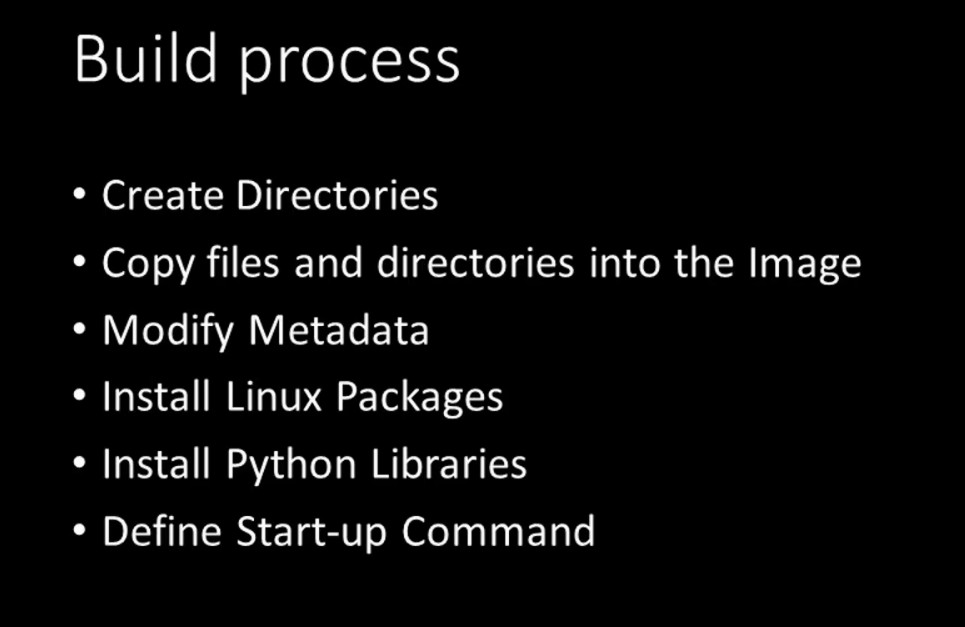 Build process
• Create Directories
• Copy files and directories into the Image
• Modify Metadata
• Install Linux Packages
• Install Python Libraries
• Define Start-up Command